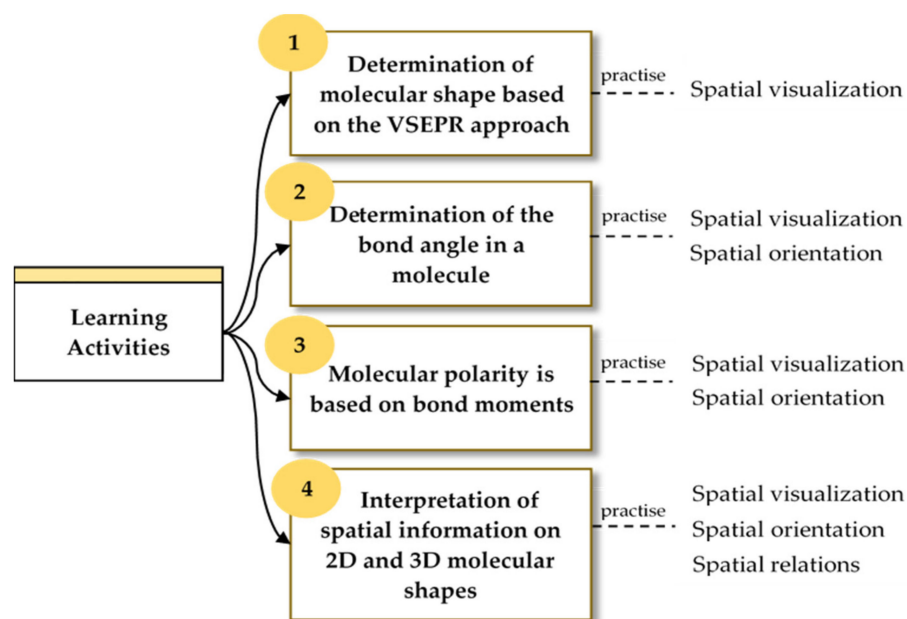 Learning
Activities
1
Determination of
molecular shape based
on the VSEPR approach
practise
Spatial visualization
2
Determination of the
bond angle in a
molecule
practise
Spatial visualization
Spatial orientation
3
Molecular polarity is
based on bond moments
practise
Spatial visualization
Spatial orientation
4
Interpretation of
spatial information on
2D and 3D molecular
shapes
practise
Spatial visualization
Spatial orientation
Spatial relations